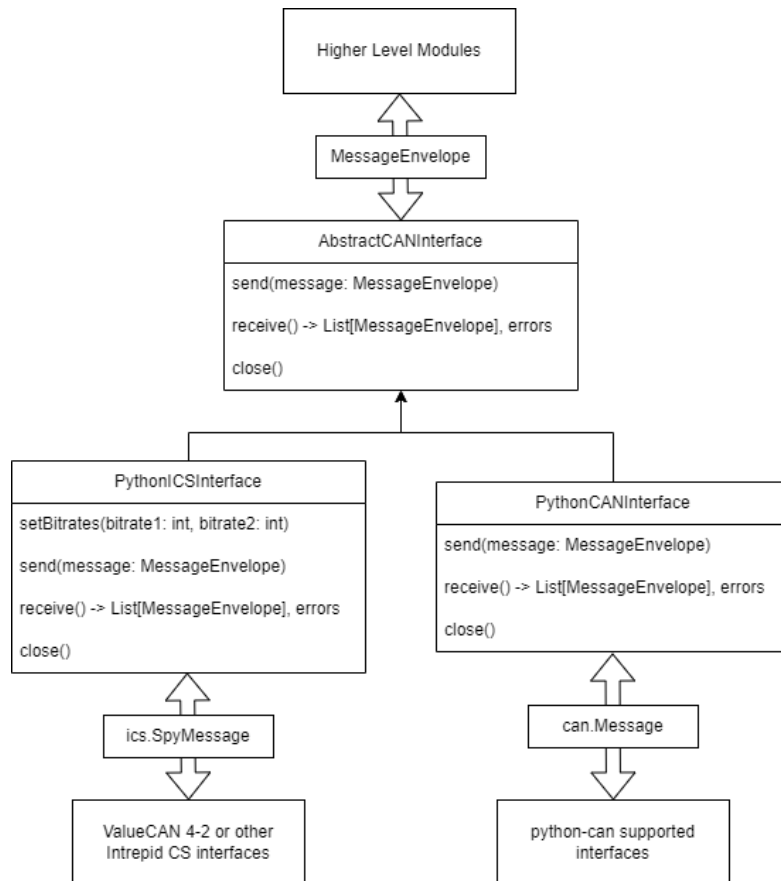 Higher Level Modules
MessageEnvelope
AbstractCANInterface
send(message: MessageEnvelope)
receive() -> List[MessageEnvelope], errors
close()
PythonICSInterface
setBitrates(bitrate1: int, bitrate2: int)
send(message: MessageEnvelope)
receive() -> List[MessageEnvelope], errors
close()
PythonCANInterface
send(message: MessageEnvelope)
receive() -> List[MessageEnvelope], errors
close()
ics.SpyMessage
can.Message
ValueCAN 4-2 or other
Intrepid CS interfaces
python-can supported
interfaces